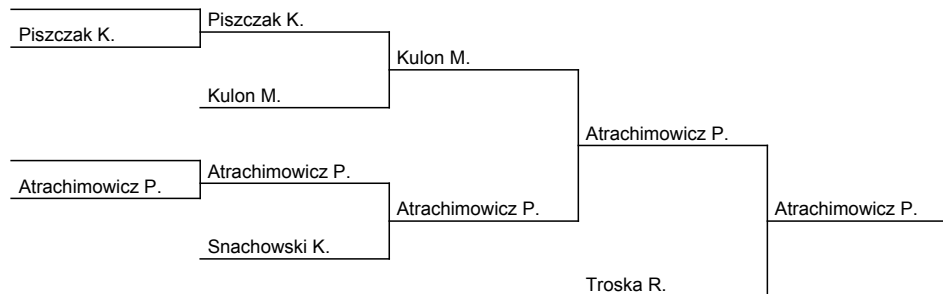 Piszczak K.
Piszczak K.
Kulon M.
Kulon M.
Atrachimowicz P.
Atrachimowicz P.
Atrachimowicz P.
Atrachimowicz P.
Atrachimowicz P.
Snachowski K.
Troska R.